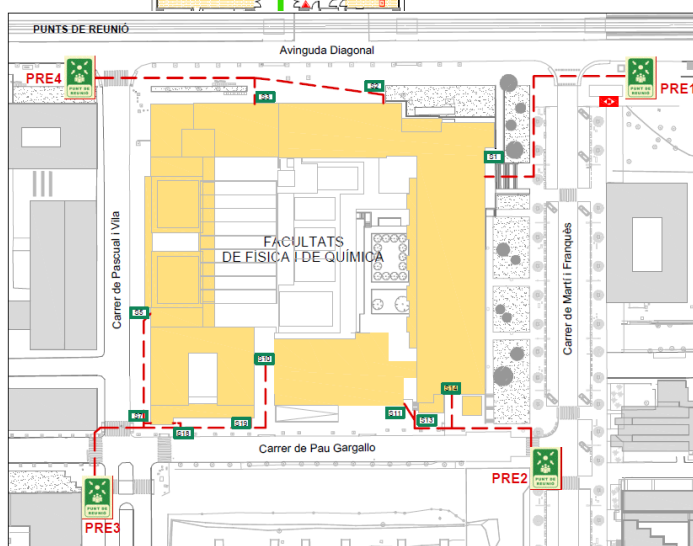 PUNTS DE REUNIÓ
Avinguda Diagonal
PRE4
PUNT DE
REUNIÓ
S3
S2
PUNT DE
REUNIÓ
PRE1
S1
FACULTATS
DE FÍSICA I DE QUÍMICA
Carrer de Pascual i Vila
Carrer de Martí i Franquès
S5
S10
S14
S7
S11
S13
Carrer de Pau Gargallo
PUNT DE
REUNIÓ
PRE2
PUNT DE
REUNIÓ
PRE3